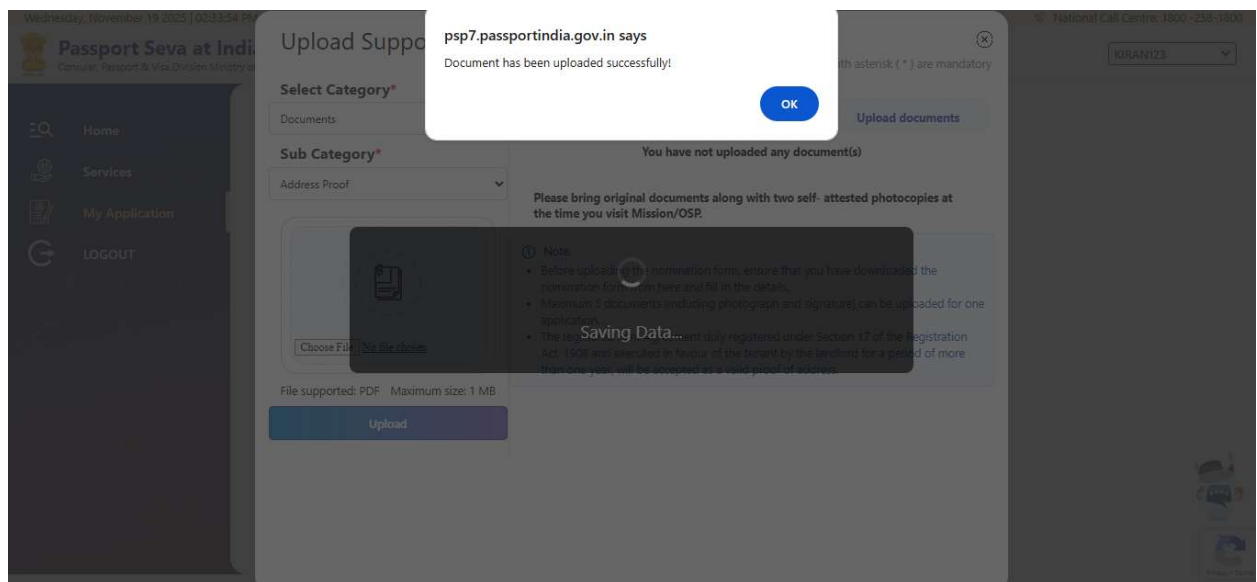 Wednesday, November 19 2025 | 02:33:54 PM
National Call Centre: 1800 -258-1800
Passport Seva at Indi
Consular, Passport & Visa Division Ministry
KIRAN123
Home
Services
My Application
LOGOUT
Upload Suppo
ith asterisk ( * ) are mandatory
psp7.passportindia.gov.in says
Document has been uploaded successfully!
OK
Select Category*
Documents
Upload documents
Sub Category*
Address Proof
You have not uploaded any document(s)
Please bring original documents along with two self- attested photocopies at
the time you visit Mission/OSP.
Choose File No file chosen
File supported: PDF Maximum size: 1 MB
Upload
Note
Before uploading the nomination form, ensure that you have downloaded the
nomination form from here and fill in the details.
Maximum 5 documents (including photograph and signature) can be uploaded for one
application.
The ment duly registered under Section 17 of the Registration
Act, 1908 and executed in favour of the tenant by the landlord for a period of more
than one year, will be accepted as a valid proof of address.
Saving Data...